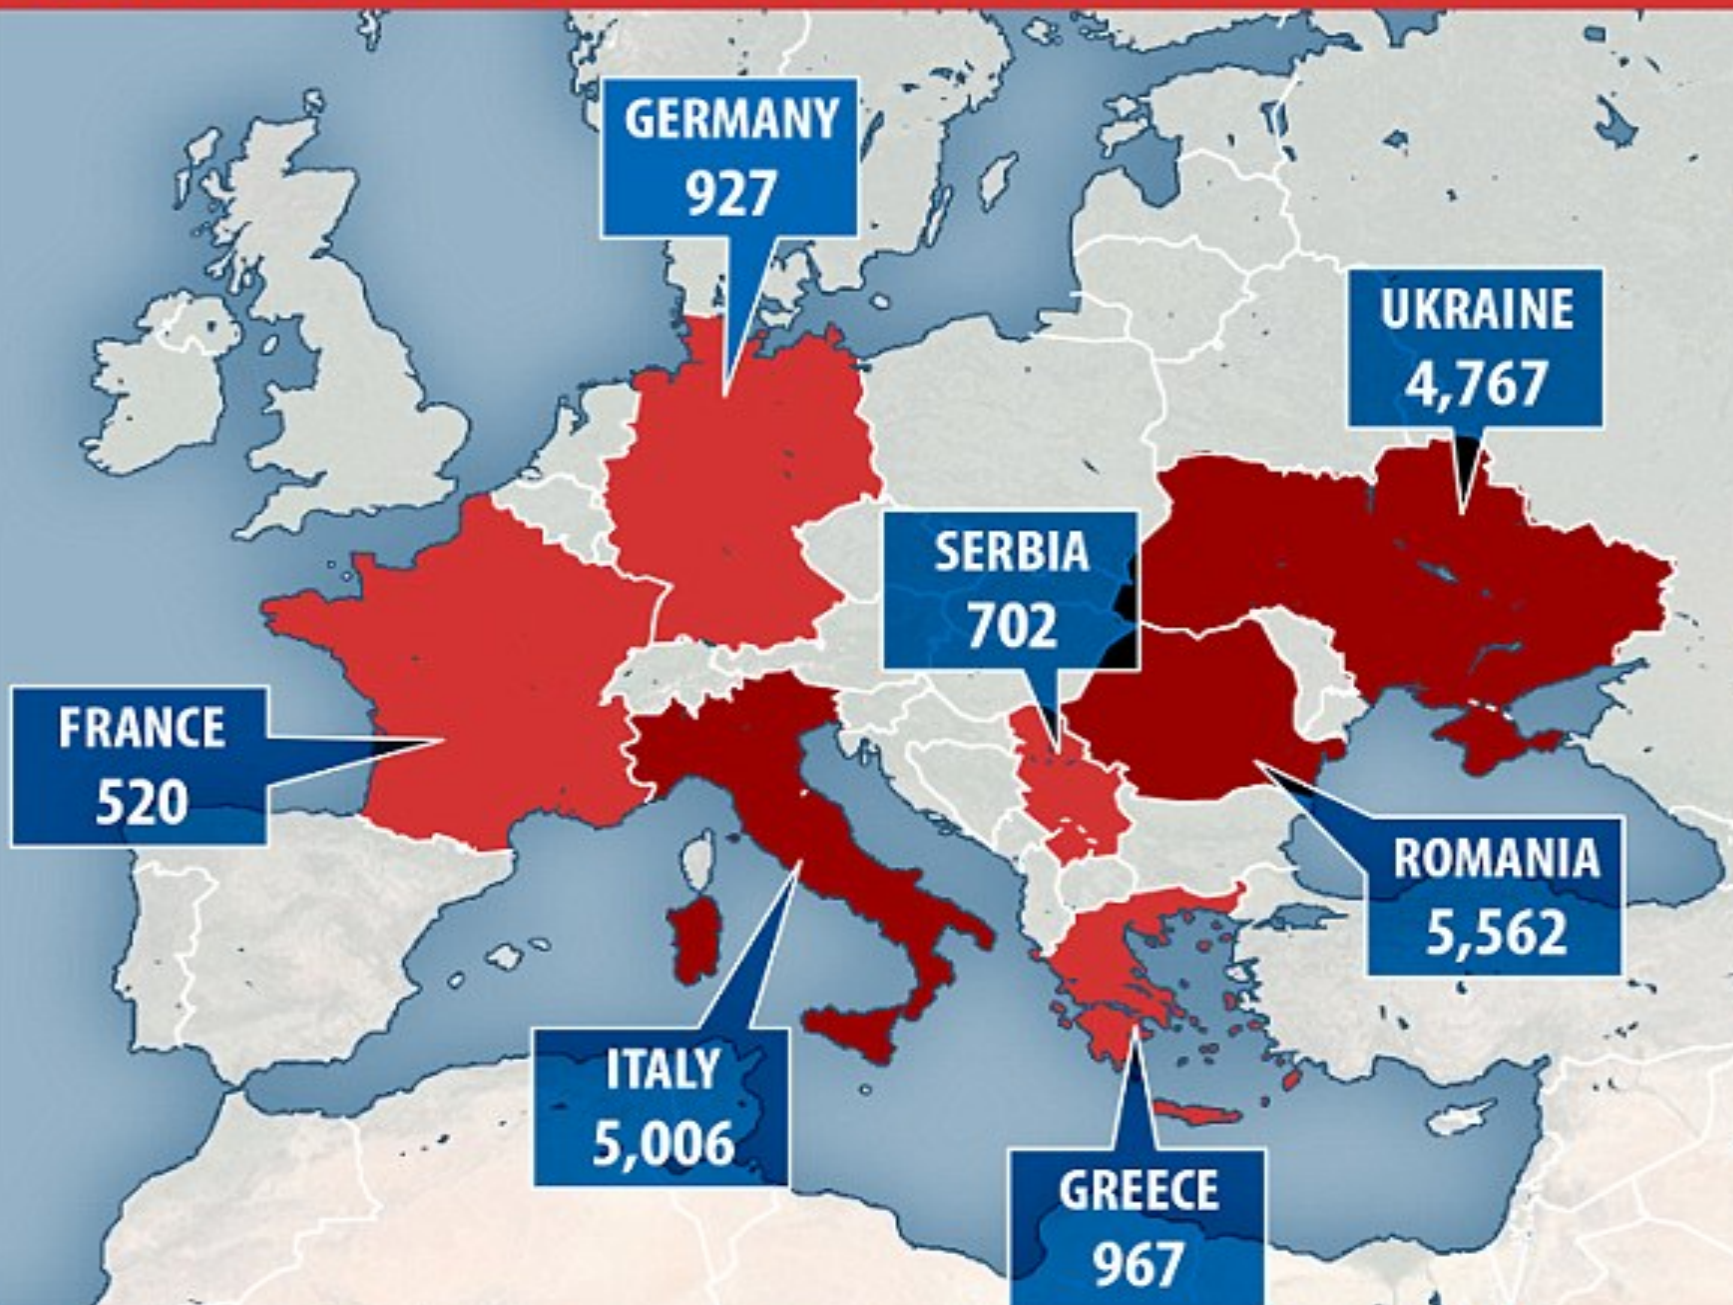 GERMANY
927
UKRAINE
4,767
SERBIA
702
FRANCE
520
ROMANIA
5,562
ITALY
5,006
GREECE
967